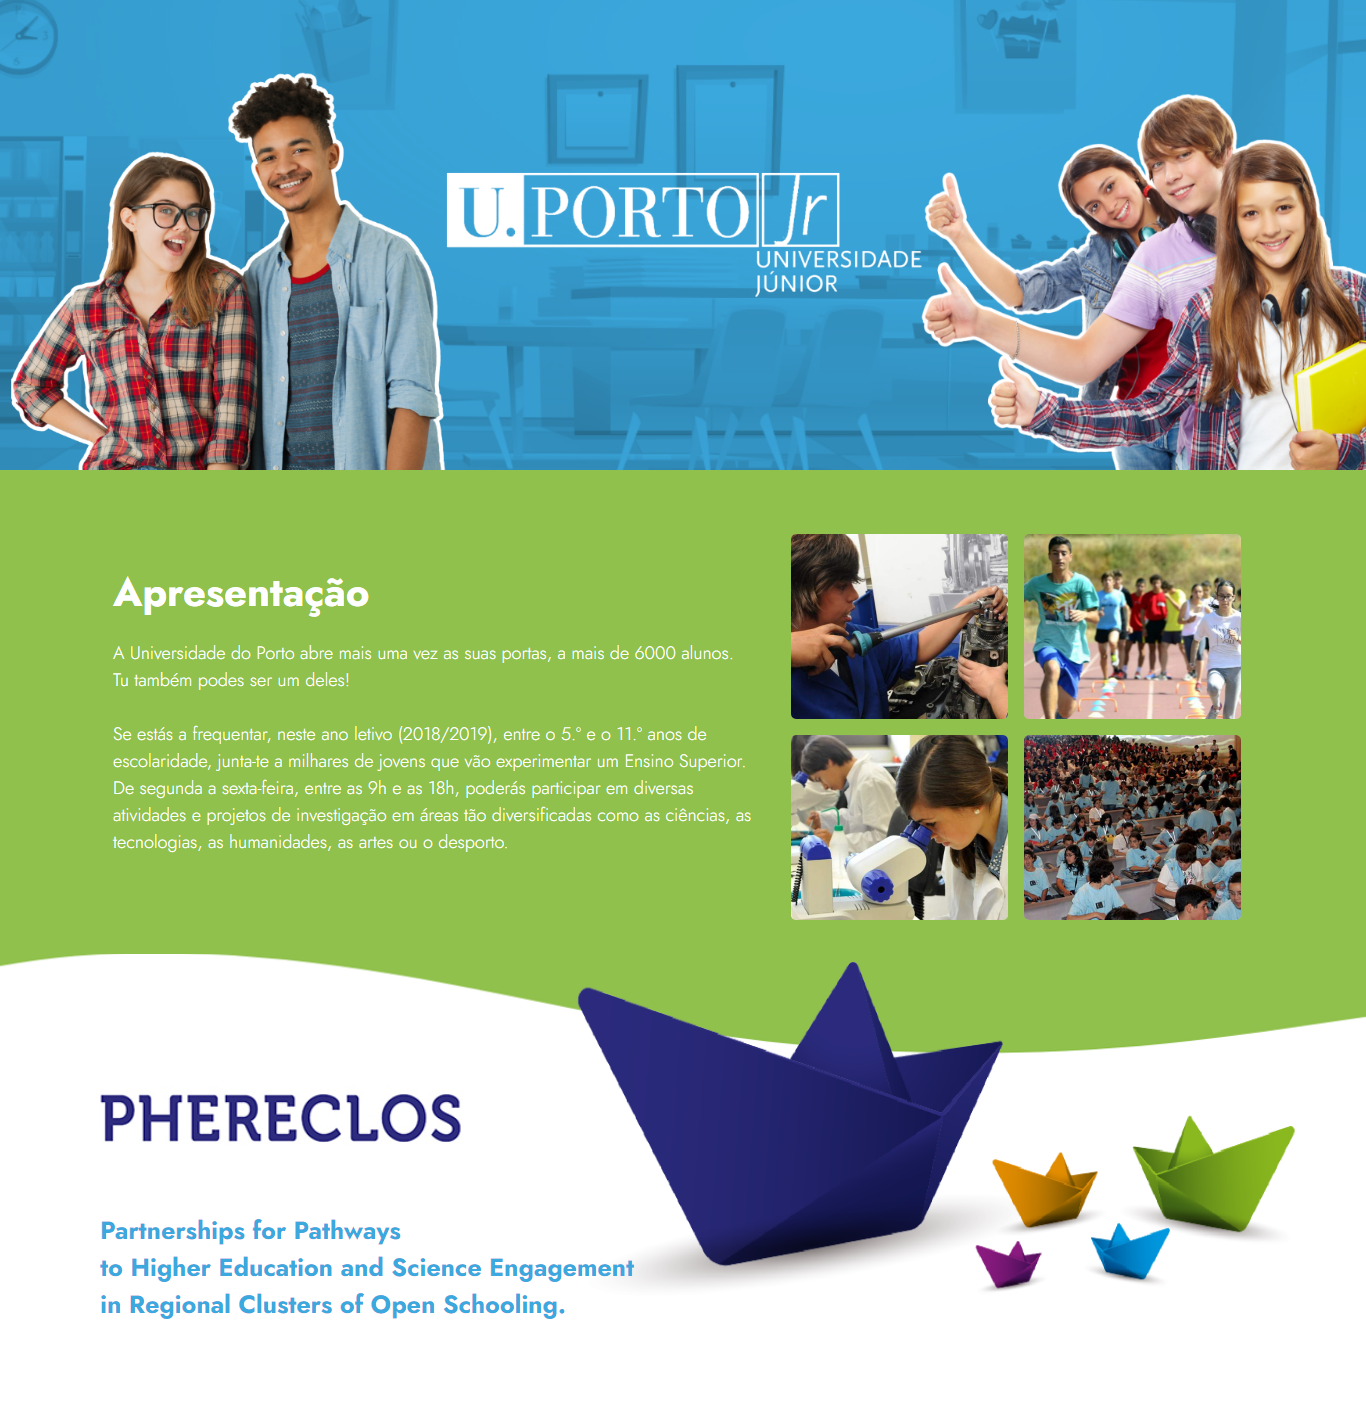 U.PORTO Jr
UNIVERSIDADE
JÚNIOR
Apresentação
A Universidade do Porto abre mais uma vez as suas portas, a mais de 6000 alunos.
Tu também podes ser um deles!
Se estás a frequentar, neste ano letivo (2018/2019), entre o 5.º e o 11.º anos de
escolaridade, junta-te a milhares de jovens que vão experimentar um Ensino Superior.
De segunda a sexta-feira, entre as 9h e as 18h, poderás participar em diversas
atividades e projetos de investigação em áreas tão diversificadas como as ciências, as
tecnologias, as humanidades, as artes ou o desporto.
PHERECLOS
Partnerships for Pathways
to Higher Education and Science Engagement
in Regional Clusters of Open Schooling.